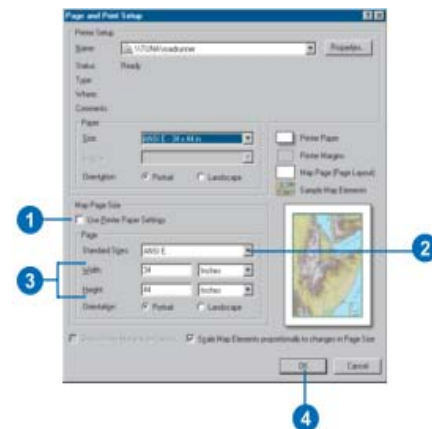 Page and Print Setup
Printer Setup
Name: \\TUNA\roadrunner Properties...
Status: Ready
Type:
Where:
Comments:
Paper
Size: ANSI E - 34 x 44 in.
Orientation: Portrait Landscape
Printer Paper
Printer Margins
Map Page (Page Layout)
Sample Map Elements
Map Page Size
1
Use Printer Paper Settings
Page
Standard Sizes: ANSI E
2
3
Width: 34 Inches
Height: 44 Inches
Orientation: Portrait Landscape
Scale Map Elements proportionally to changes in Page Size
OK Cancel
4